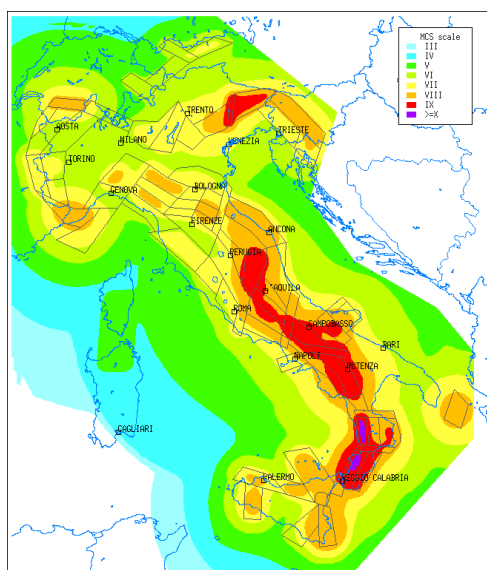 MCS scale
III
IV
V
VI
VII
VIII
IX
>=X
TRENTO
AOSTA
TRIESTE
MILANO
VENEZIA
TORINO
BOLOGNA
GENOVA
FIRENZE
ANCONA
PERUGIA
L'AQUILA
ROMA
CAMPOBASSO
BARI
NAPOLI
POTENZA
CAGLIARI
PALERMO
REGGIO CALABRIA